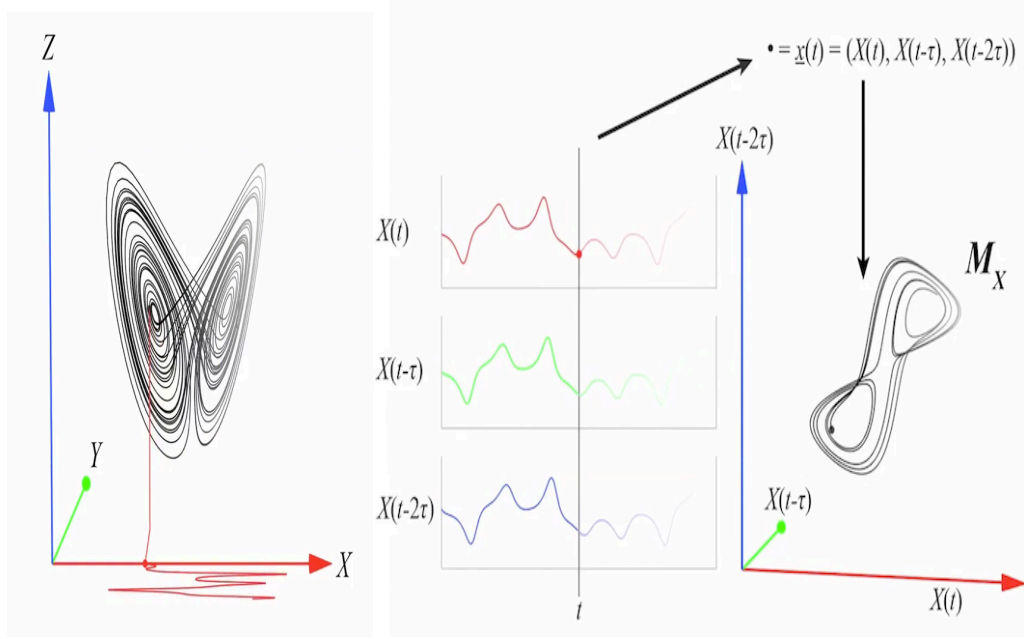 Z
Y
X
• = x(t) = (X(t), X(t-τ), X(t-2τ))
X(t)
X(t-τ)
X(t-2τ)
t
X(t-2τ)
M_X
X(t-τ)
X(t)